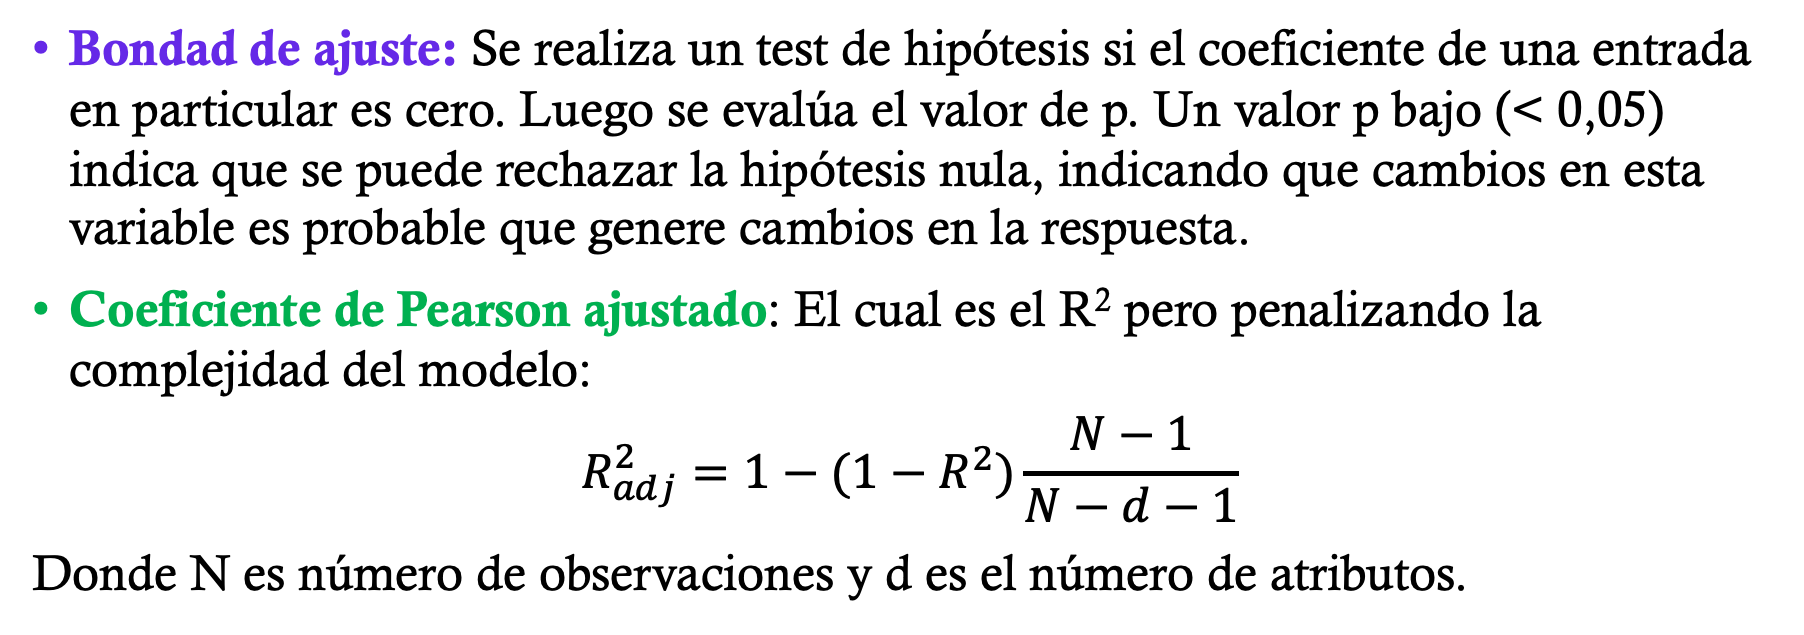 • Bondad de ajuste: Se realiza un test de hipótesis si el coeficiente de una entrada
en particular es cero. Luego se evalúa el valor de p. Un valor p bajo (< 0,05)
indica que se puede rechazar la hipótesis nula, indicando que cambios en esta
variable es probable que genere cambios en la respuesta.
• Coeficiente de Pearson ajustado: El cual es el R² pero penalizando la
complejidad del modelo:
R²_adj = 1 − (1 − R²) (N − 1)/(N − d − 1)
Donde N es número de observaciones y d es el número de atributos.